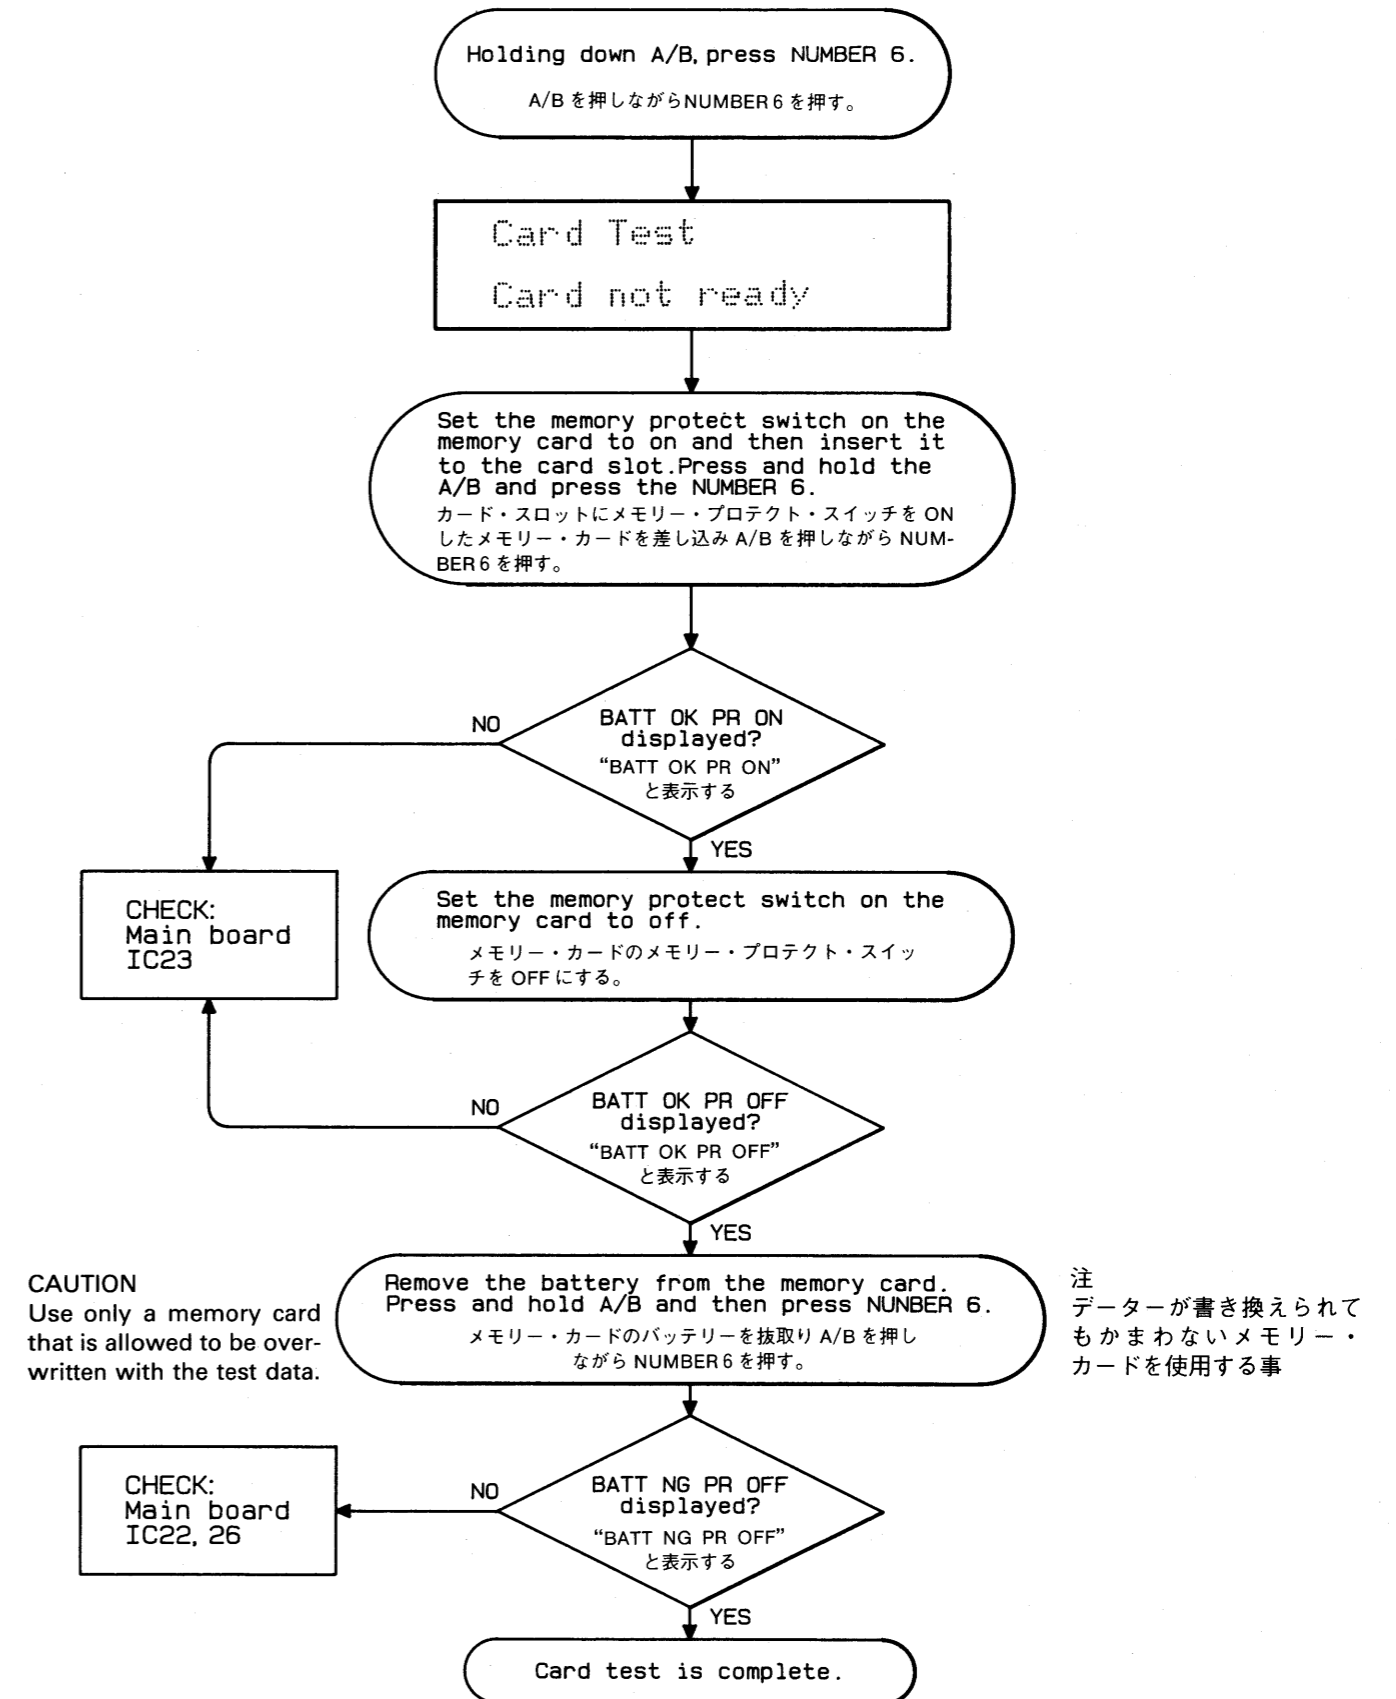 Holding down A/B, press NUMBER 6.
A/B を押しながらNUMBER 6 を押す。
Card Test
Card not ready
Set the memory protect switch on the
memory card to on and then insert it
to the card slot.Press and hold the
A/B and press the NUMBER 6.
カード・スロットにメモリー・プロテクト・スイッチを ON
したメモリー・カードを差し込み A/B を押しながら NUM-
BER 6 を押す。
BATT OK PR ON
displayed?
“BATT OK PR ON”
と表示する
NO
YES
CHECK:
Main board
IC23
Set the memory protect switch on the
memory card to off.
メモリー・カードのメモリー・プロテクト・スイッ
チを OFF にする。
BATT OK PR OFF
displayed?
“BATT OK PR OFF”
と表示する
NO
YES
CAUTION
Use only a memory card
that is allowed to be over-
written with the test data.
Remove the battery from the memory card.
Press and hold A/B and then press NUNBER 6.
メモリー・カードのバッテリーを抜取り A/B を押し
ながら NUMBER 6 を押す。
注
データーが書き換えられて
もかまわないメモリー・
カードを使用する事
BATT NG PR OFF
displayed?
“BATT NG PR OFF”
と表示する
NO
YES
CHECK:
Main board
IC22, 26
Card test is complete.